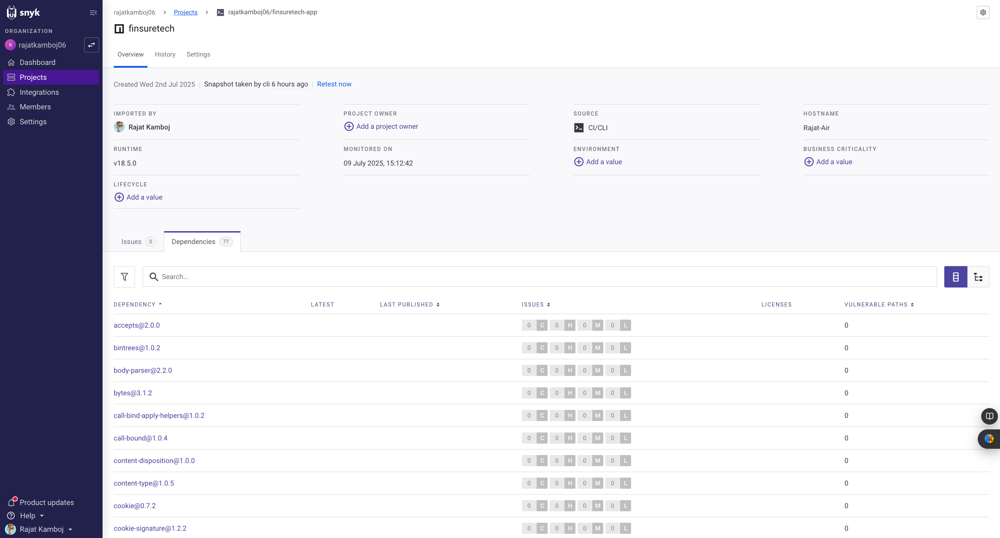 snyk
ORGANIZATION
R rajatkamboj06
Dashboard
Projects
Integrations
Members
Settings
Product updates
Help
Rajat Kamboj
rajatkamboj06 > Projects > rajatkamboj06/finsuretech-app
finsuretech
Overview History Settings
Created Wed 2nd Jul 2025 | Snapshot taken by cli 6 hours ago | Retest now
IMPORTED BY PROJECT OWNER SOURCE HOSTNAME
Rajat Kamboj Add a project owner CI/CLI Rajat-Air
RUNTIME MONITORED ON ENVIRONMENT BUSINESS CRITICALITY
v18.5.0 09 July 2025, 15:12:42 Add a value Add a value
LIFECYCLE
Add a value
Issues 0 Dependencies 77
Search...
DEPENDENCY LATEST LAST PUBLISHED ISSUES LICENSES VULNERABLE PATHS
accepts@2.0.0 0 C 0 H 0 M 0 L 0
bintrees@1.0.2 0 C 0 H 0 M 0 L 0
body-parser@2.2.0 0 C 0 H 0 M 0 L 0
bytes@3.1.2 0 C 0 H 0 M 0 L 0
call-bind-apply-helpers@1.0.2 0 C 0 H 0 M 0 L 0
call-bound@1.0.4 0 C 0 H 0 M 0 L 0
content-disposition@1.0.0 0 C 0 H 0 M 0 L 0
content-type@1.0.5 0 C 0 H 0 M 0 L 0
cookie@0.7.2 0 C 0 H 0 M 0 L 0
cookie-signature@1.2.2 0 C 0 H 0 M 0 L 0